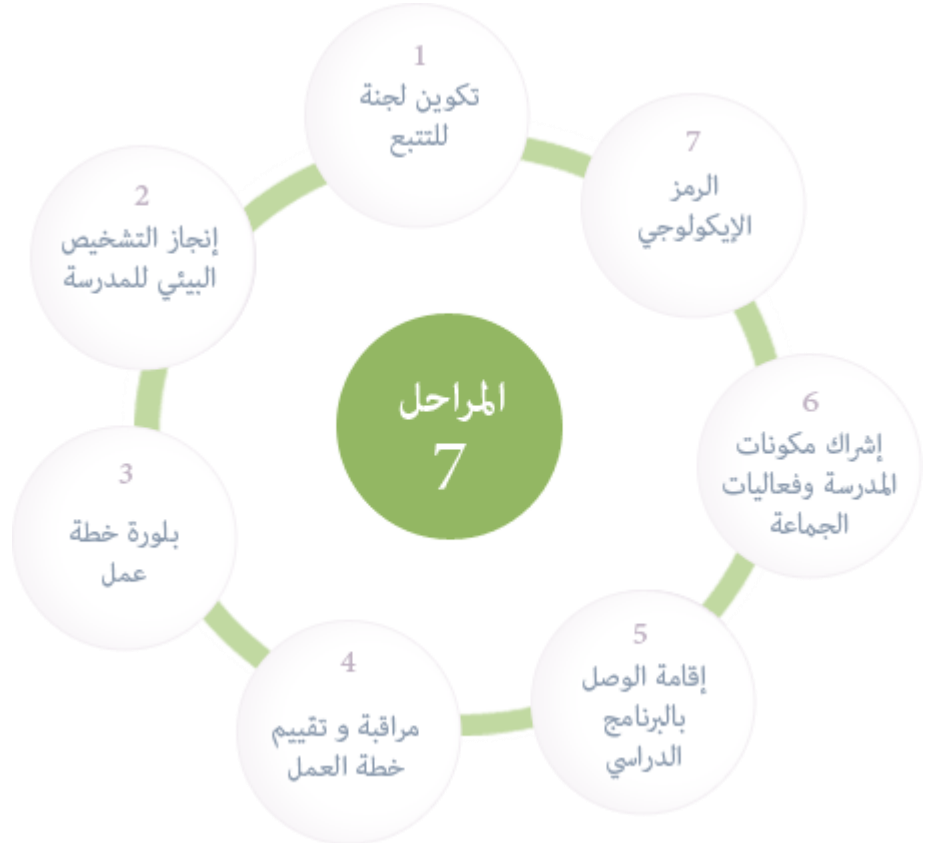 المراحل
7
1
تكوين لجنة
للتتبع
2
إنجاز التشخيص
البيئي للمدرسة
3
بلورة خطة
عمل
4
مراقبة و تقييم
خطة العمل
5
إقامة الوصل
بالبرنامج
الدراسي
6
إشراك مكونات
المدرسة وفعاليات
الجماعة
7
الرمز
الإيكولوجي